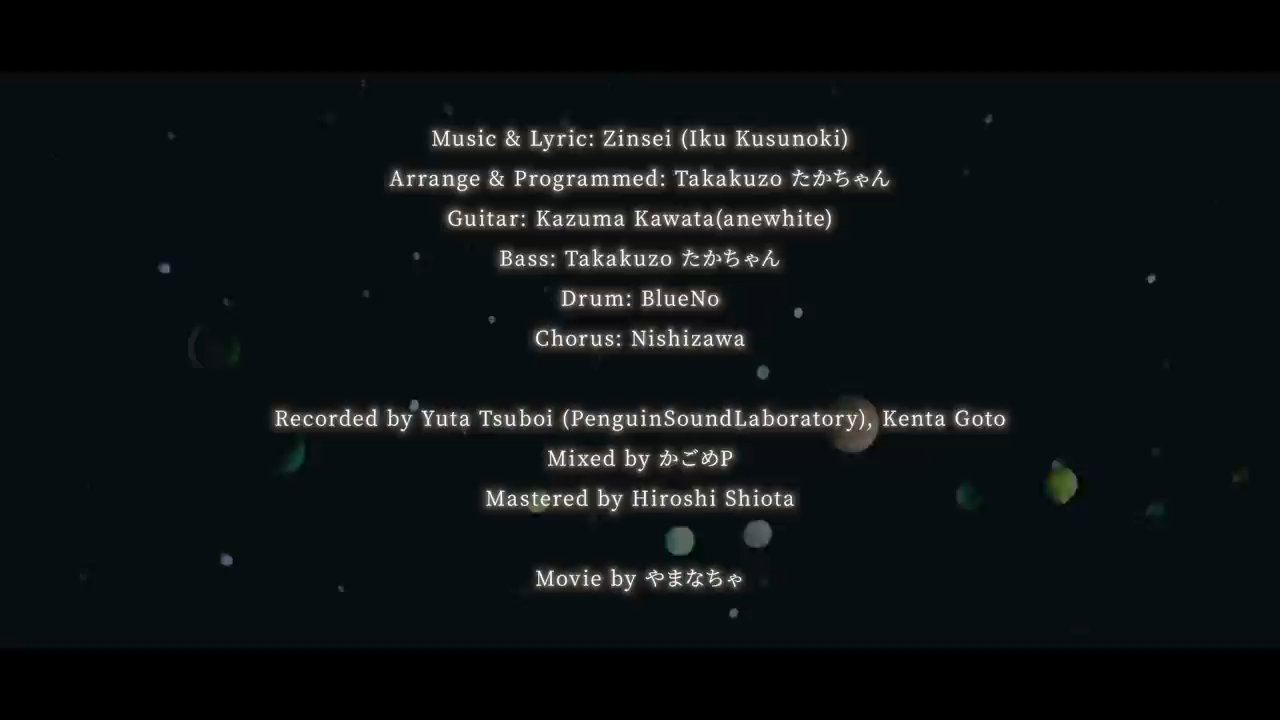 Music & Lyric: Zinsei (Iku Kusunoki)
Arrange & Programmed: Takakuzo たかちゃん
Guitar: Kazuma Kawata(anewhite)
Bass: Takakuzo たかちゃん
Drum: BlueNo
Chorus: Nishizawa
Recorded by Yuta Tsuboi (PenguinSoundLaboratory), Kenta Goto
Mixed by かごめP
Mastered by Hiroshi Shiota
Movie by やまなちゃ